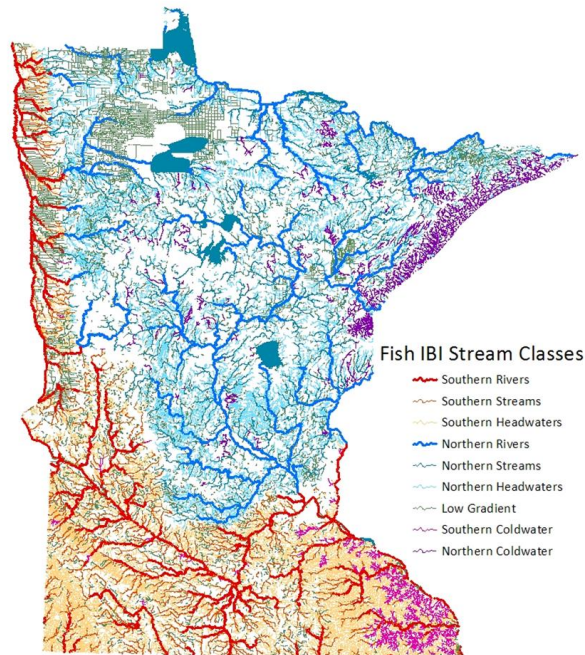 Fish IBI Stream Classes
Southern Rivers
Southern Streams
Southern Headwaters
Northern Rivers
Northern Streams
Northern Headwaters
Low Gradient
Southern Coldwater
Northern Coldwater